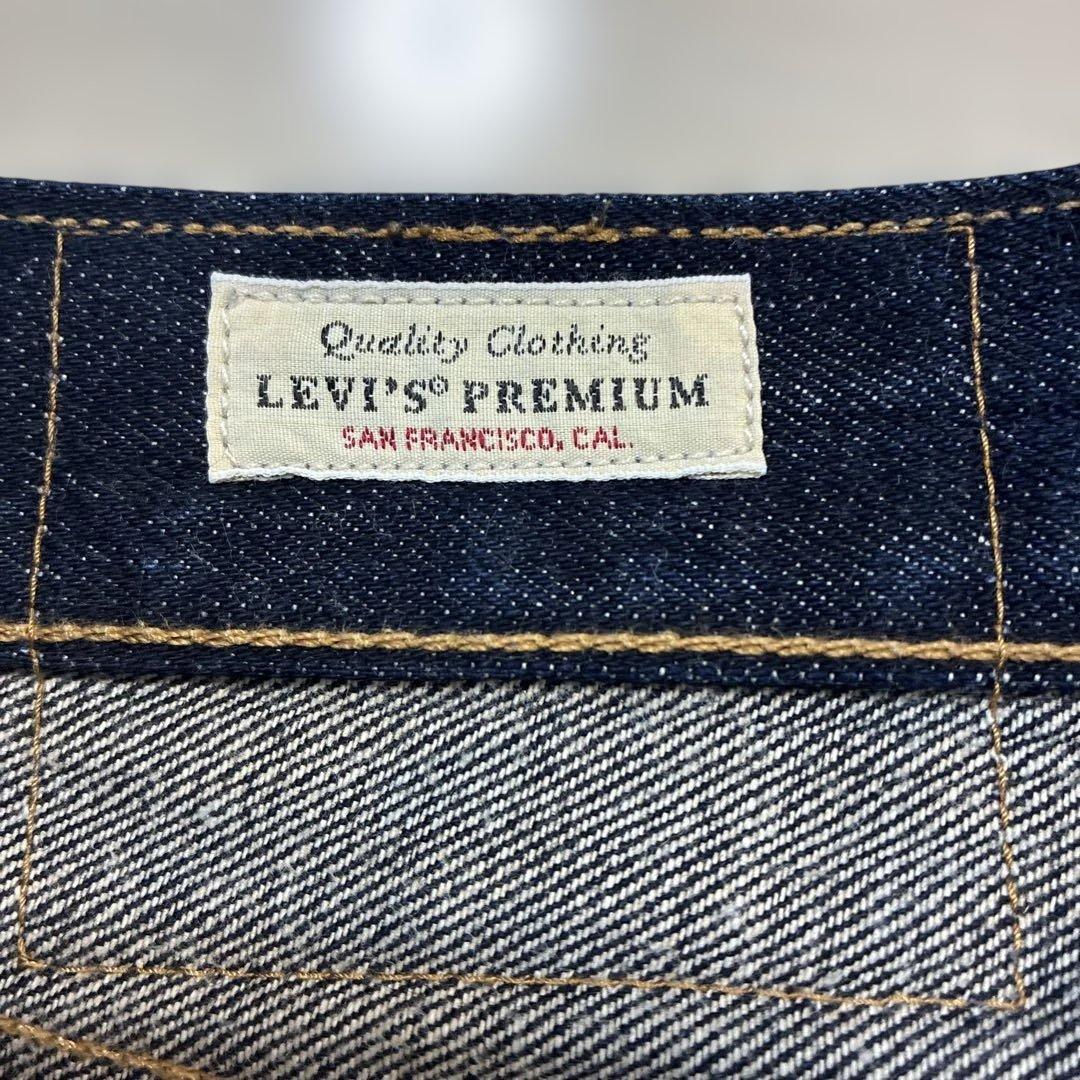 Quality Clothing
LEVI'S® PREMIUM
SAN FRANCISCO, CAL.